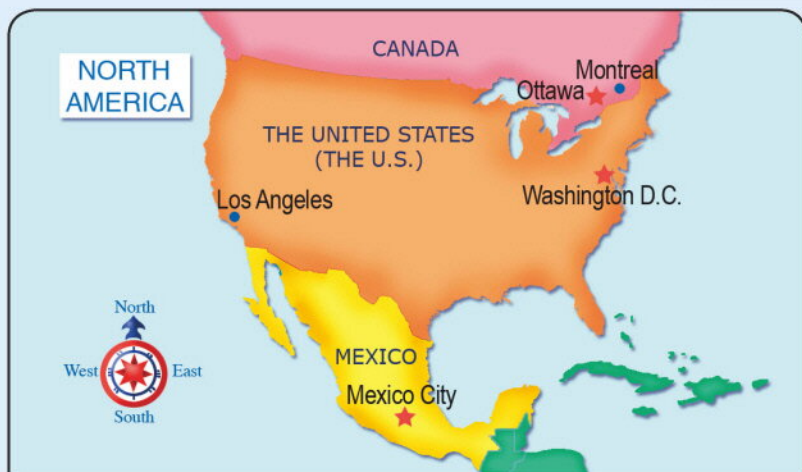 NORTH
AMERICA
CANADA
Montreal
Ottawa
THE UNITED STATES
(THE U.S.)
Los Angeles
Washington D.C.
North
West
East
South
MEXICO
Mexico City